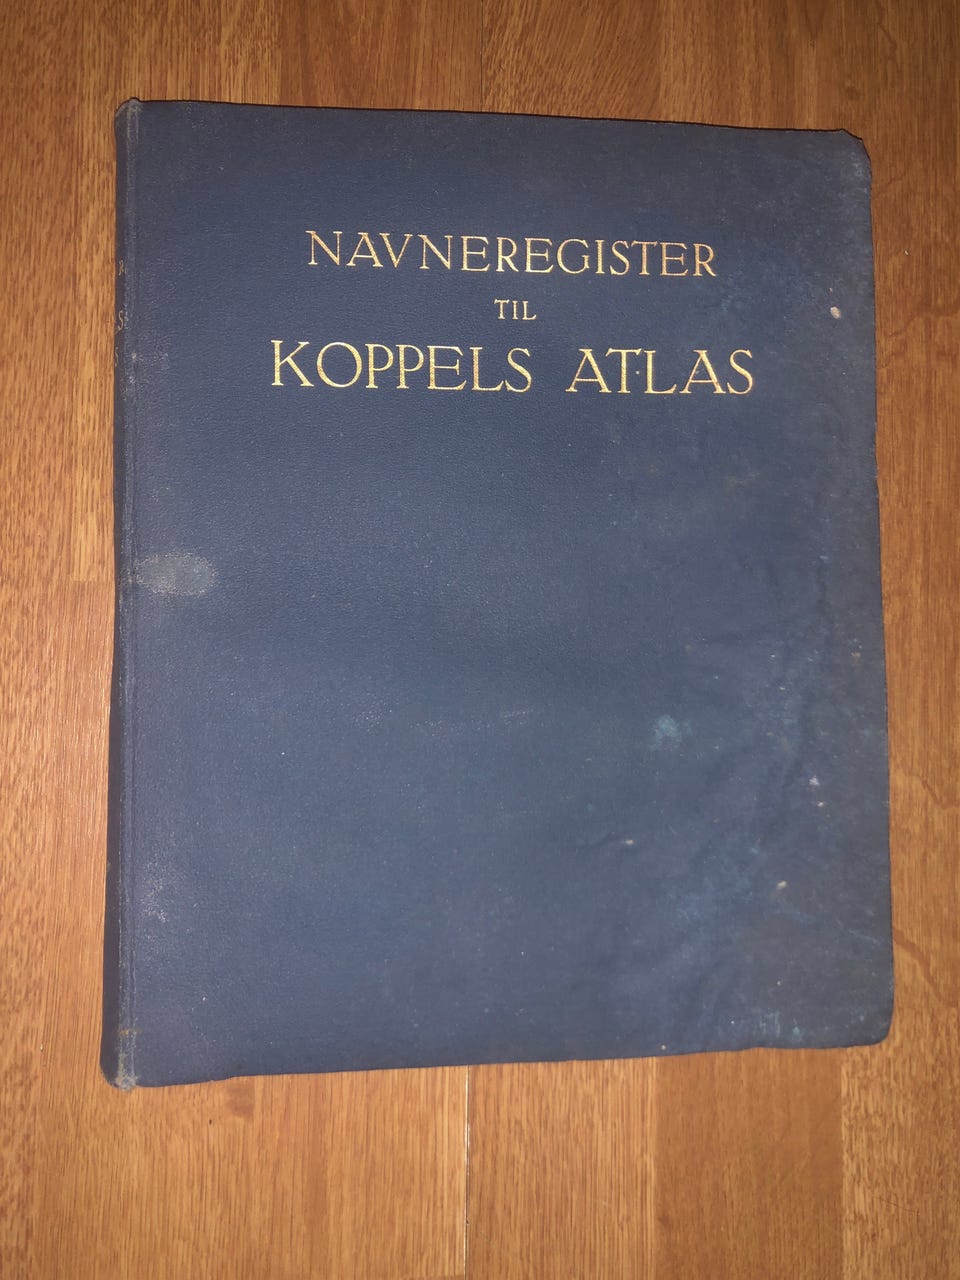 NAVNEREGISTER
TIL
KOPPELS ATLAS